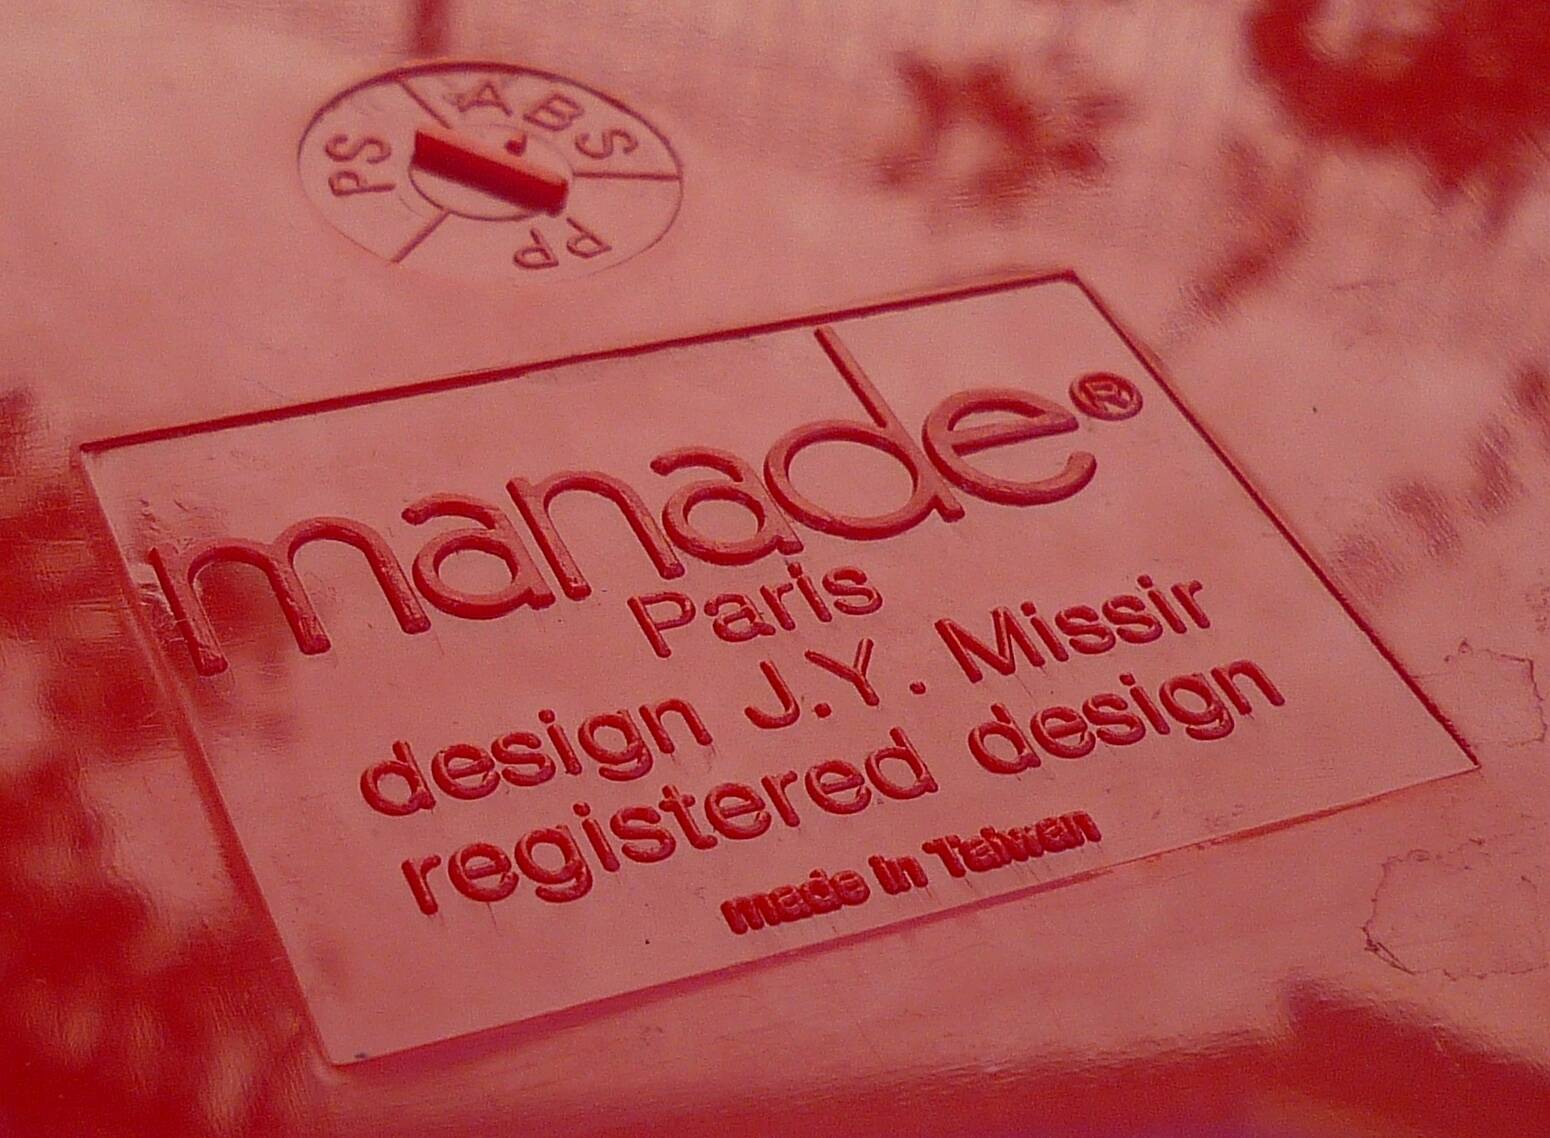 PS ABS PP
manade®
Paris
design J.Y. Missir
registered design
made in Taiwan